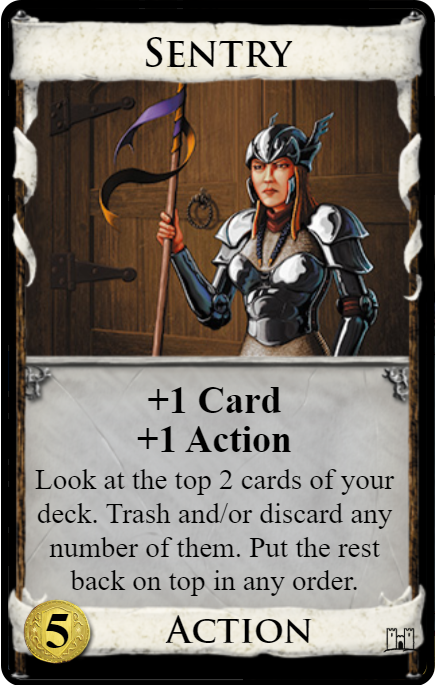 Sentry
+1 Card
+1 Action
Look at the top 2 cards of your
deck. Trash and/or discard any
number of them. Put the rest
back on top in any order.
5
Action